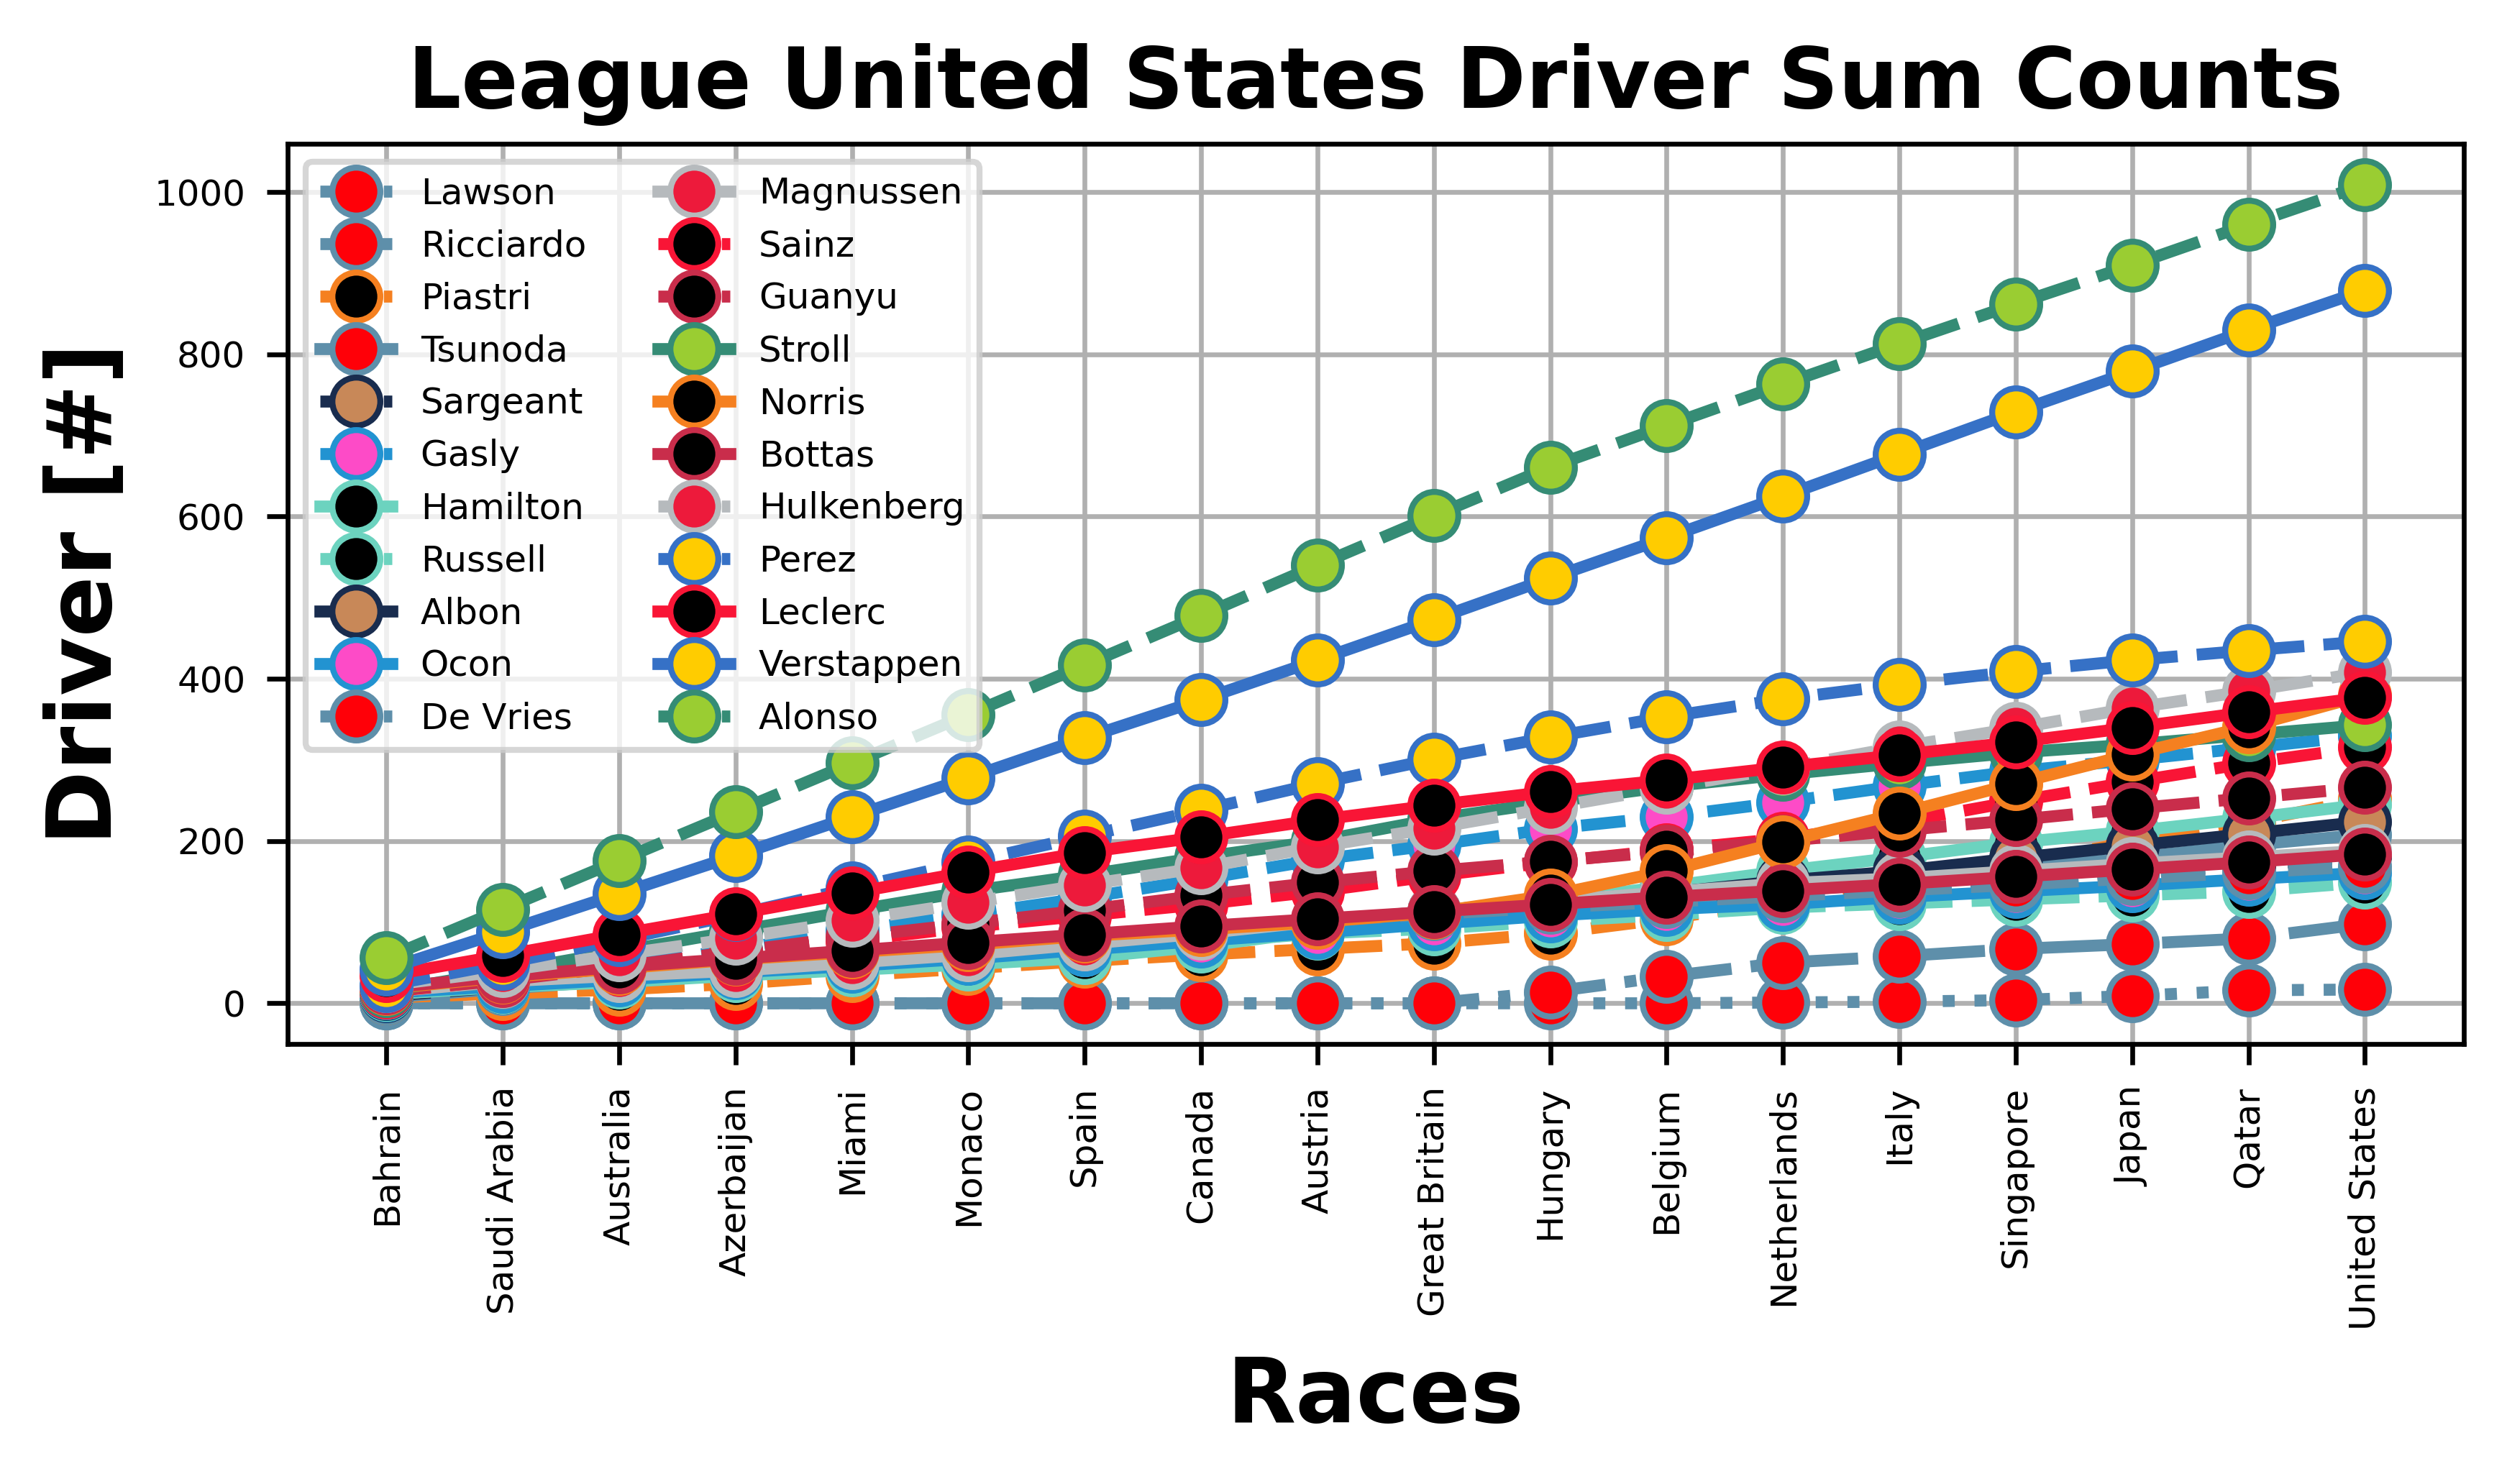 League United States Driver Sum Counts
Driver [#]
1000
800
600
400
200
0
Lawson
Ricciardo
Piastri
Tsunoda
Sargeant
Gasly
Hamilton
Russell
Albon
Ocon
De Vries
Magnussen
Sainz
Guanyu
Stroll
Norris
Bottas
Hulkenberg
Perez
Leclerc
Verstappen
Alonso
Bahrain
Saudi Arabia
Australia
Azerbaijan
Miami
Monaco
Spain
Canada
Austria
Great Britain
Hungary
Belgium
Netherlands
Italy
Singapore
Japan
Qatar
United States
Races